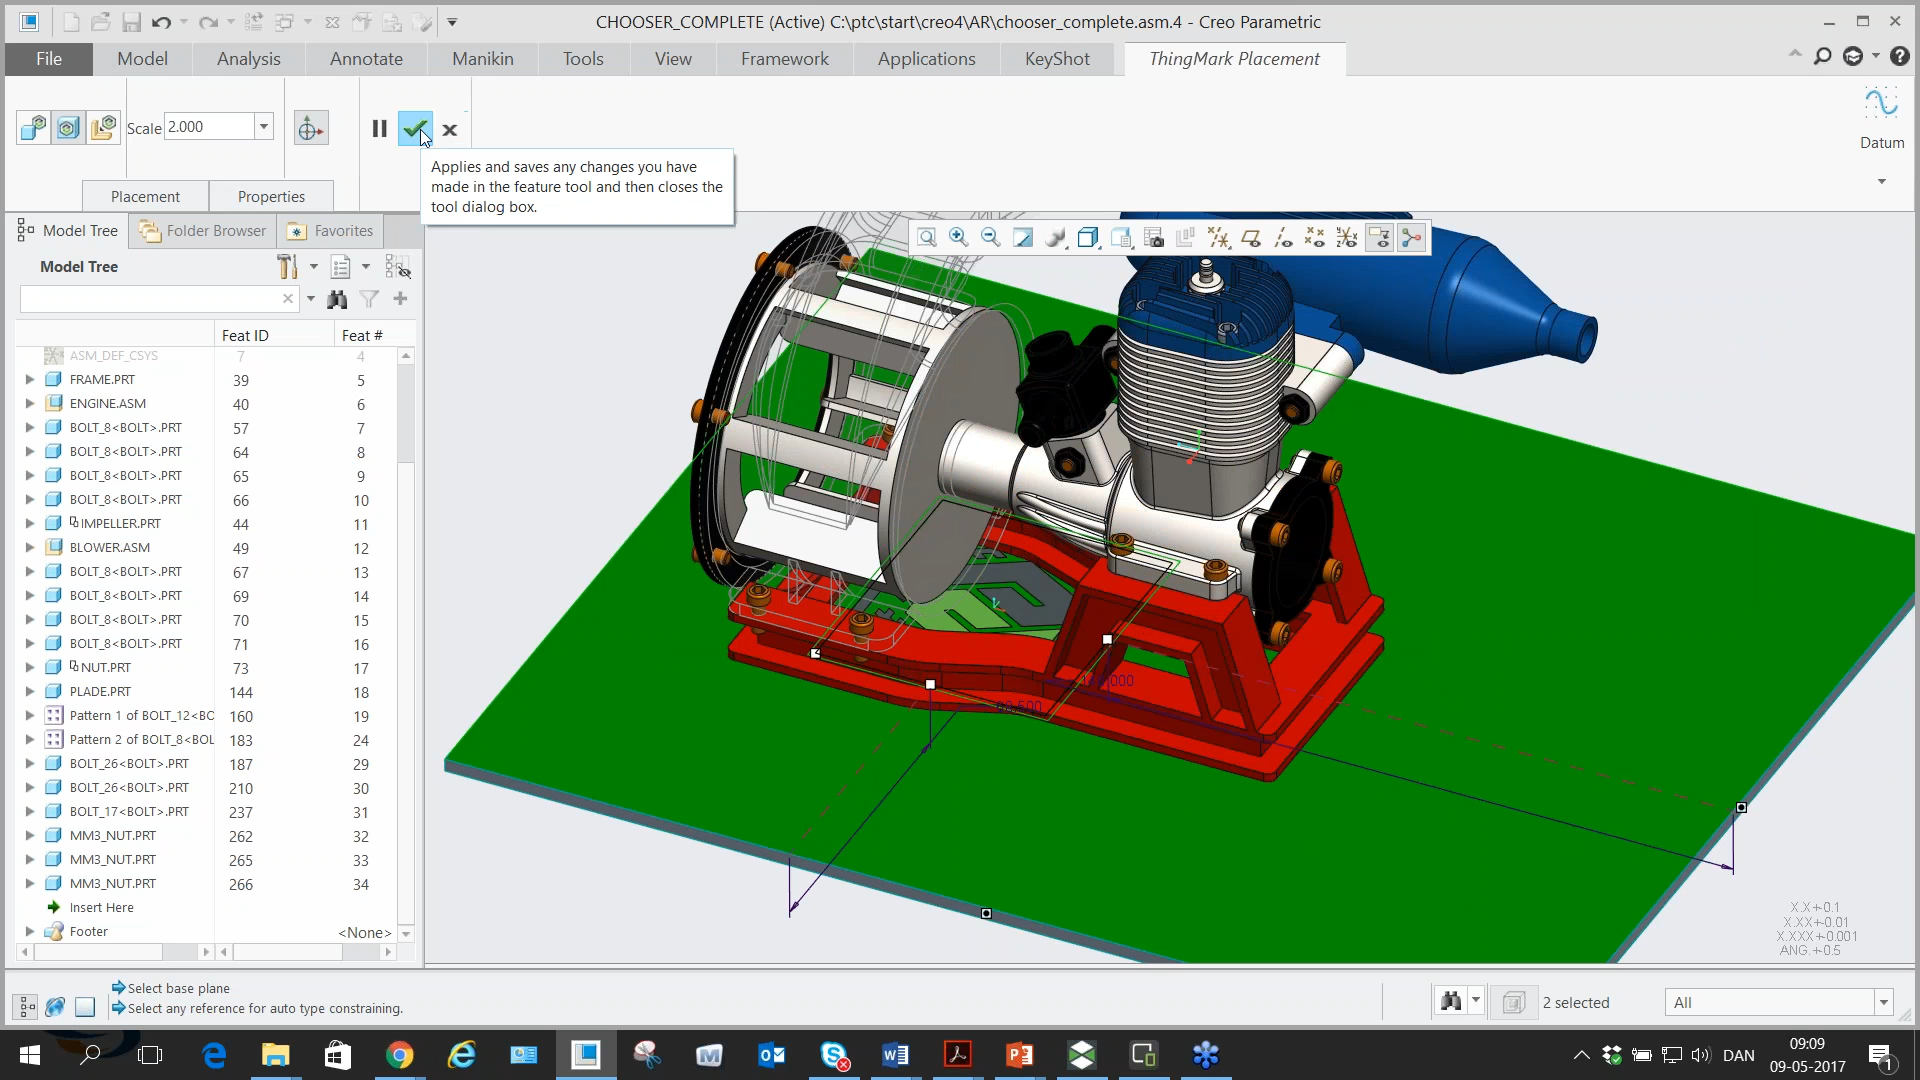 CHOOSER_COMPLETE (Active) C:\ptc\start\creo4\AR\chooser_complete.asm.4 - Creo Parametric
File Model Analysis Annotate Manikin Tools View Framework Applications KeyShot ThingMark Placement
Scale 2.000
Datum
Applies and saves any changes you have
made in the feature tool and then closes the
tool dialog box.
Placement Properties
Model Tree Folder Browser Favorites
Model Tree
Feat ID Feat #
ASM_DEF_CSYS 7 4
FRAME.PRT 39 5
ENGINE.ASM 40 6
BOLT_8<BOLT>.PRT 57 7
BOLT_8<BOLT>.PRT 64 8
BOLT_8<BOLT>.PRT 65 9
BOLT_8<BOLT>.PRT 66 10
IMPELLER.PRT 44 11
BLOWER.ASM 49 12
BOLT_8<BOLT>.PRT 67 13
BOLT_8<BOLT>.PRT 69 14
BOLT_8<BOLT>.PRT 70 15
BOLT_8<BOLT>.PRT 71 16
NUT.PRT 73 17
PLADE.PRT 144 18
Pattern 1 of BOLT_12<BO 160 19
Pattern 2 of BOLT_8<BOL 183 24
BOLT_26<BOLT>.PRT 187 29
BOLT_26<BOLT>.PRT 210 30
BOLT_17<BOLT>.PRT 237 31
MM3_NUT.PRT 262 32
MM3_NUT.PRT 265 33
MM3_NUT.PRT 266 34
Insert Here
Footer <None>
X.X+-0.1
X.XX+-0.01
X.XXX+-0.001
ANG.+-0.5
Select base plane
Select any reference for auto type constraining.
2 selected
All
DAN
09:09
09-05-2017
1